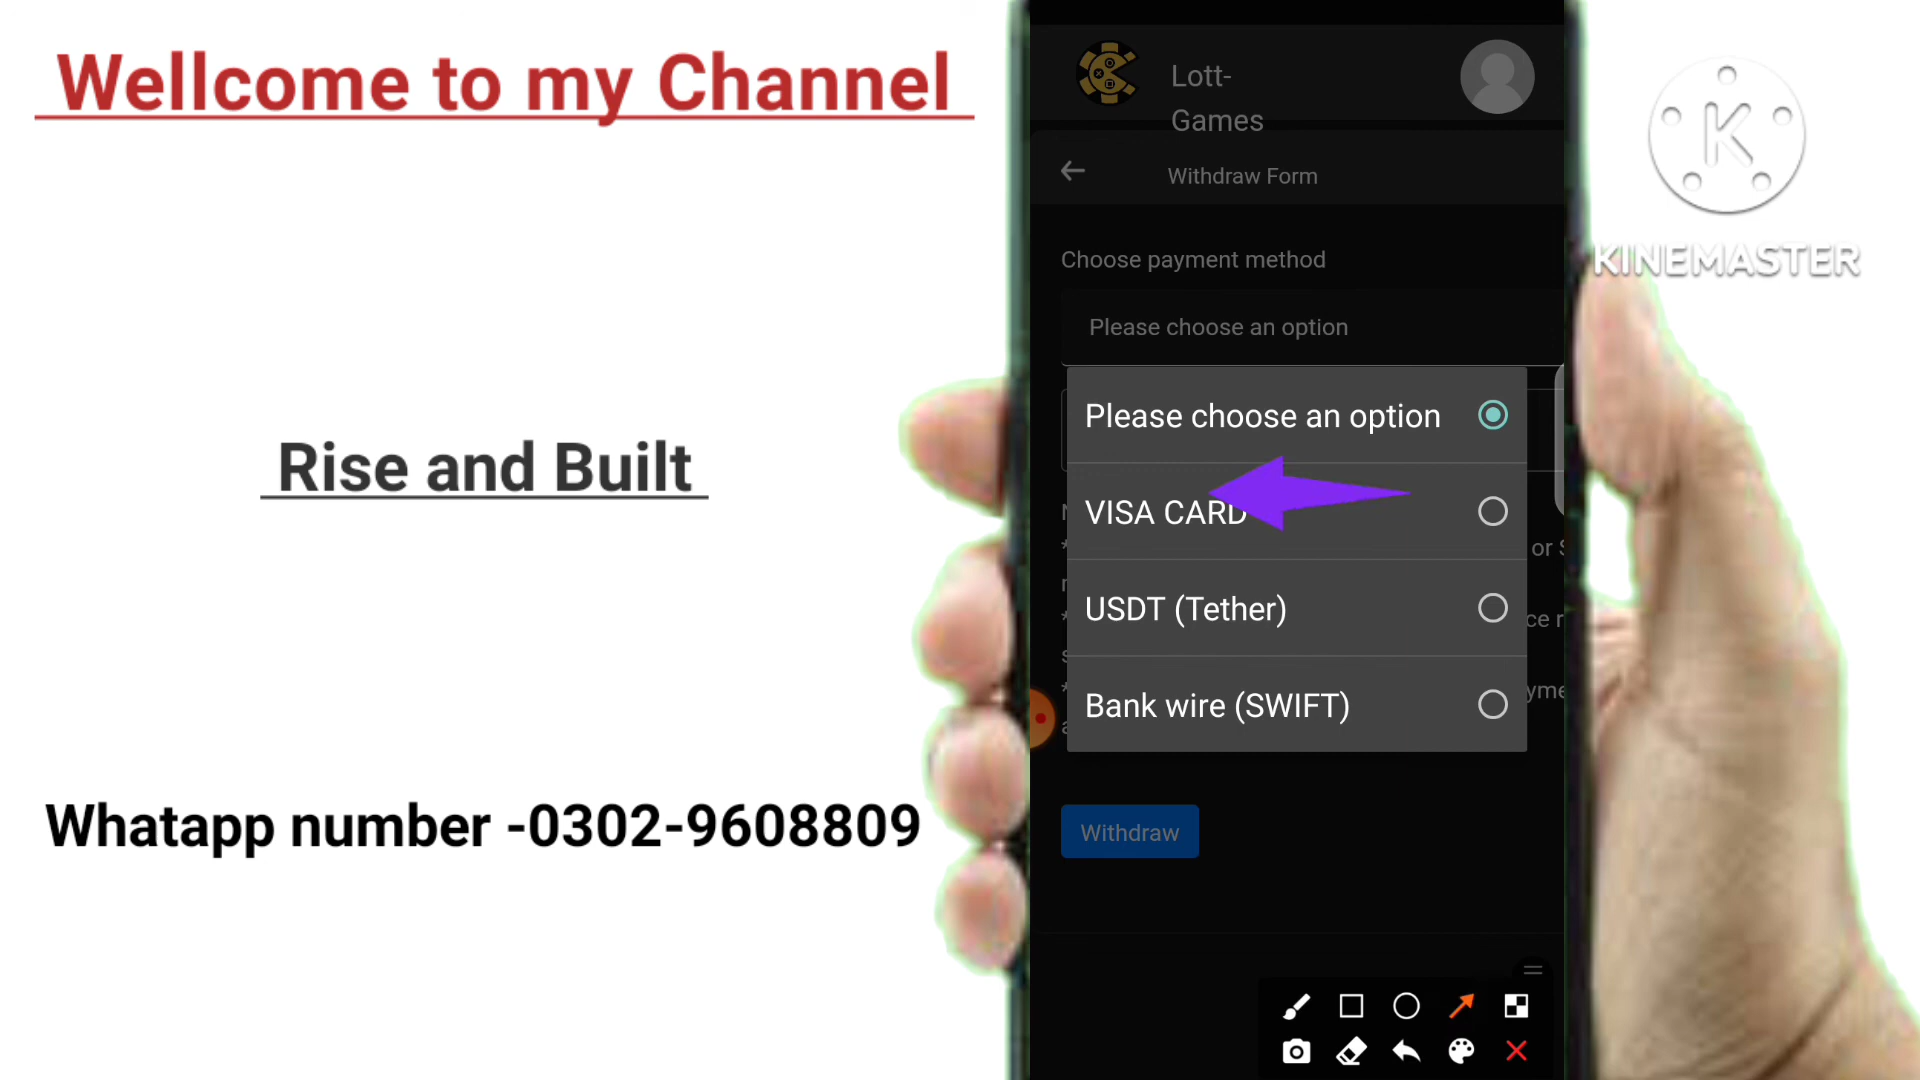 Wellcome to my Channel
Rise and Built
Whatapp number -0302-9608809
Lott-
Games
Withdraw Form
Choose payment method
Please choose an option
Please choose an option
VISA CARD
USDT (Tether)
Bank wire (SWIFT)
or
Withdraw
K
KINEMASTER